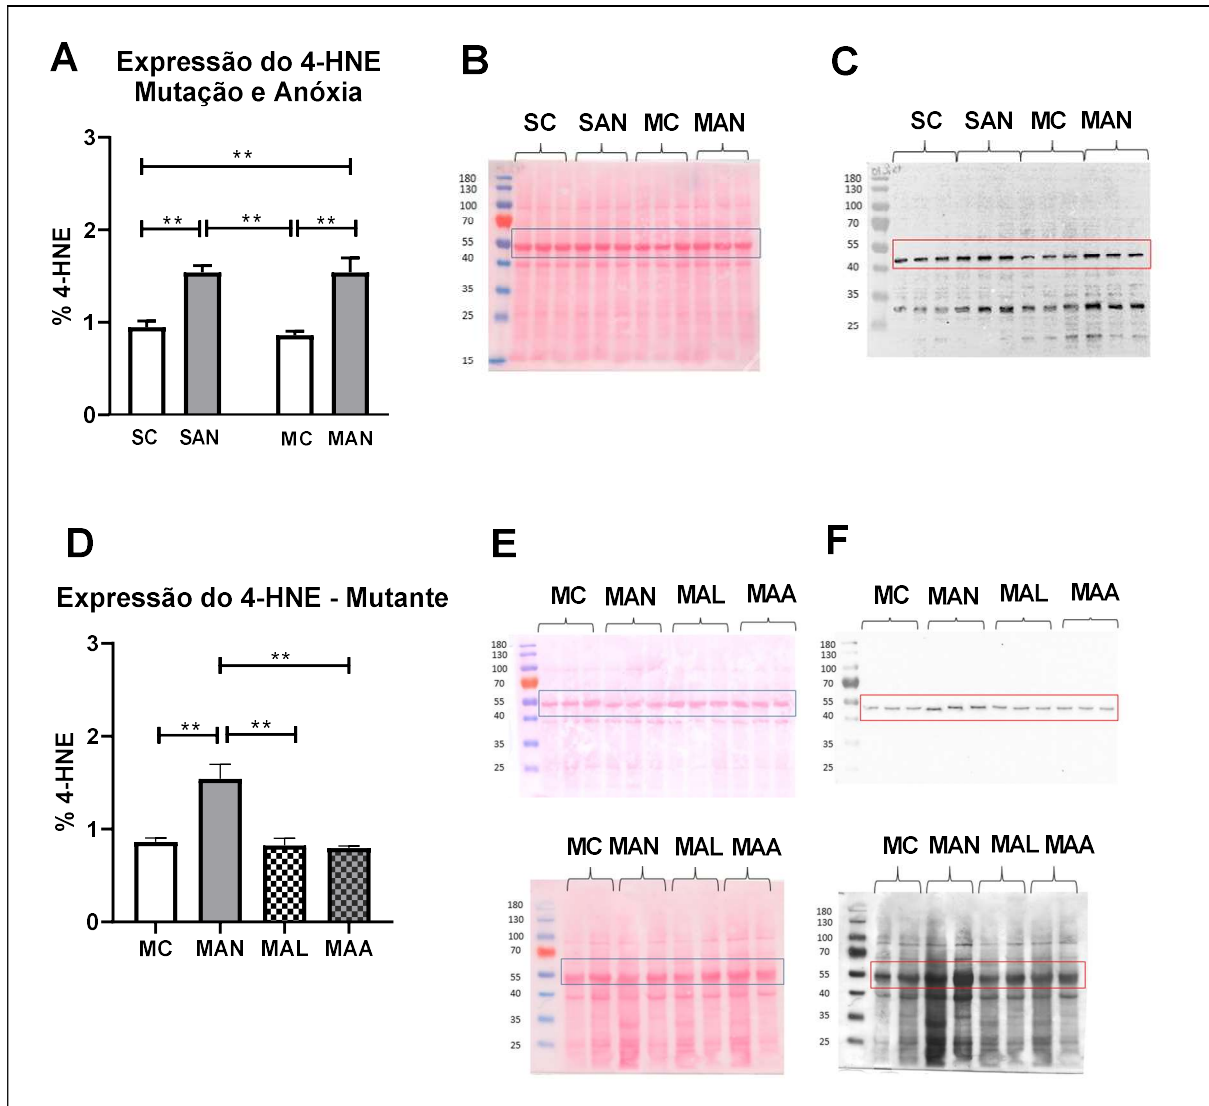 A
Expressão do 4-HNE
Mutação e Anóxia
3
2
1
0
% 4-HNE
**
**
**
**
SC
SAN
MC
MAN
B
SC SAN MC MAN
180
130
100
70
55
40
35
25
15
C
SC SAN MC MAN
180
130
100
70
55
40
35
25
D
Expressão do 4-HNE - Mutante
3
2
1
0
% 4-HNE
**
**
**
MC
MAN
MAL
MAA
E
MC MAN MAL MAA
180
130
100
70
55
40
35
25
MC MAN MAL MAA
180
130
100
70
55
40
35
25
F
MC MAN MAL MAA
180
130
100
70
55
40
35
25
MC MAN MAL MAA
180
130
100
70
55
40
35
25